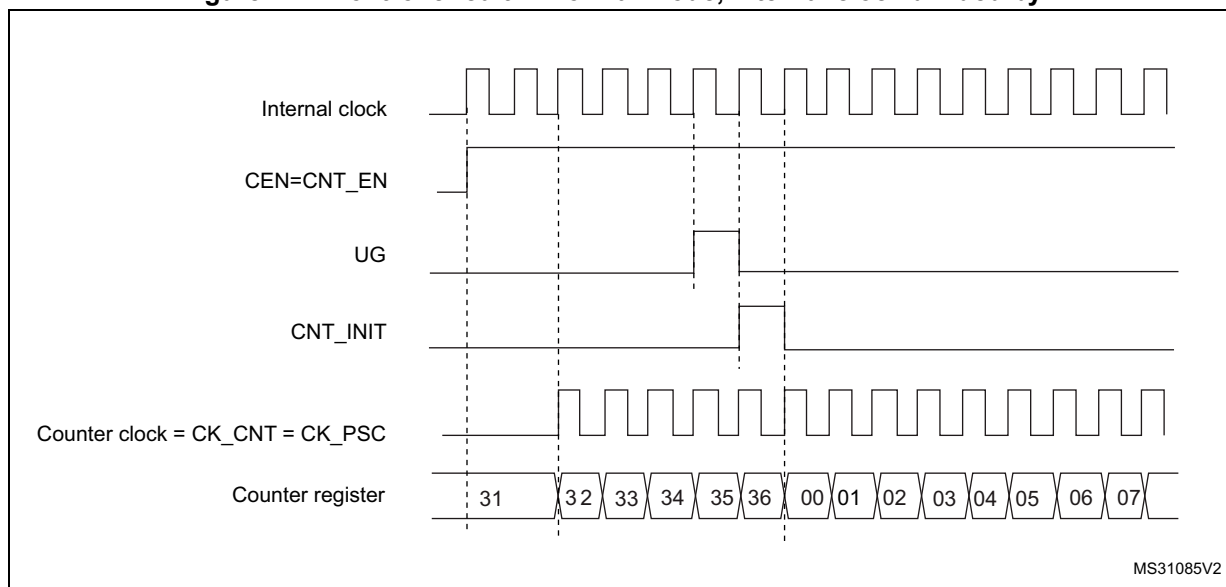 Internal clock
CEN=CNT_EN
UG
CNT_INIT
Counter clock = CK_CNT = CK_PSC
Counter register 31 32 33 34 35 36 00 01 02 03 04 05 06 07
MS31085V2